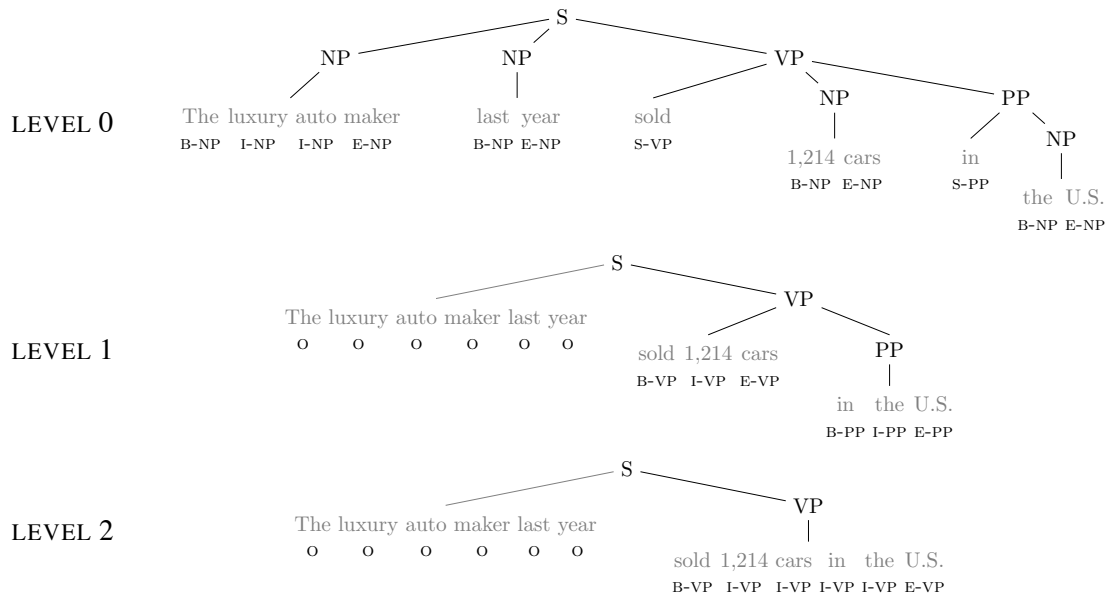 S
NP NP VP
NP PP
LEVEL 0 The luxury auto maker last year sold
B-NP I-NP I-NP E-NP B-NP E-NP S-VP
NP
1,214 cars in
B-NP E-NP S-PP
the U.S.
B-NP E-NP
S
VP
The luxury auto maker last year
LEVEL 1 O O O O O O PP
sold 1,214 cars
B-VP I-VP E-VP
in the U.S.
B-PP I-PP E-PP
S
VP
The luxury auto maker last year
LEVEL 2
O O O O O O
sold 1,214 cars in the U.S.
B-VP I-VP I-VP I-VP I-VP E-VP